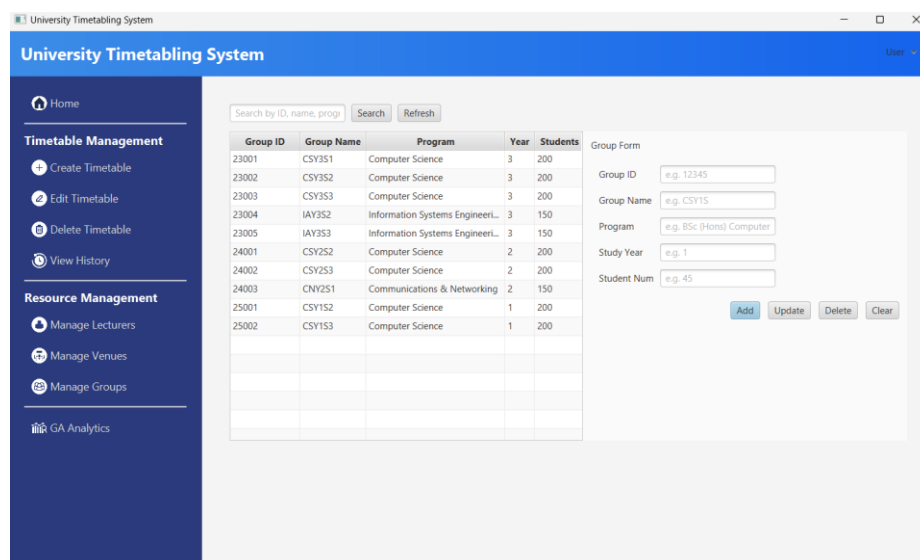 University Timetabling System
University Timetabling System
User
Home
Timetable Management
Create Timetable
Edit Timetable
Delete Timetable
View History
Resource Management
Manage Lecturers
Manage Venues
Manage Groups
GA Analytics
Search by ID, name, progr Search Refresh
Group ID Group Name Program Year Students
23001 CSY3S1 Computer Science 3 200
23002 CSY3S2 Computer Science 3 200
23003 CSY3S3 Computer Science 3 200
23004 IAY3S2 Information Systems Engineeri... 3 150
23005 IAY3S3 Information Systems Engineeri... 3 150
24001 CSY2S2 Computer Science 2 200
24002 CSY2S3 Computer Science 2 200
24003 CNY2S1 Communications & Networking 2 150
25001 CSY1S2 Computer Science 1 200
25002 CSY1S3 Computer Science 1 200
Group Form
Group ID e.g. 12345
Group Name e.g. CSY1S
Program e.g. BSc (Hons) Computer
Study Year e.g. 1
Student Num e.g. 45
Add Update Delete Clear